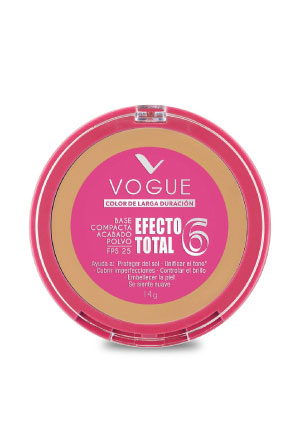 VOGUE
COLOR DE LARGA DURACIÓN
BASE
COMPACTA
ACABADO
POLVO
FPS 25
EFECTO
TOTAL
6
Ayuda a: Proteger del sol - Unificar el tono*
Cubrir imperfecciones - Controlar el brillo
Embellecer la piel
Se siente suave
14g